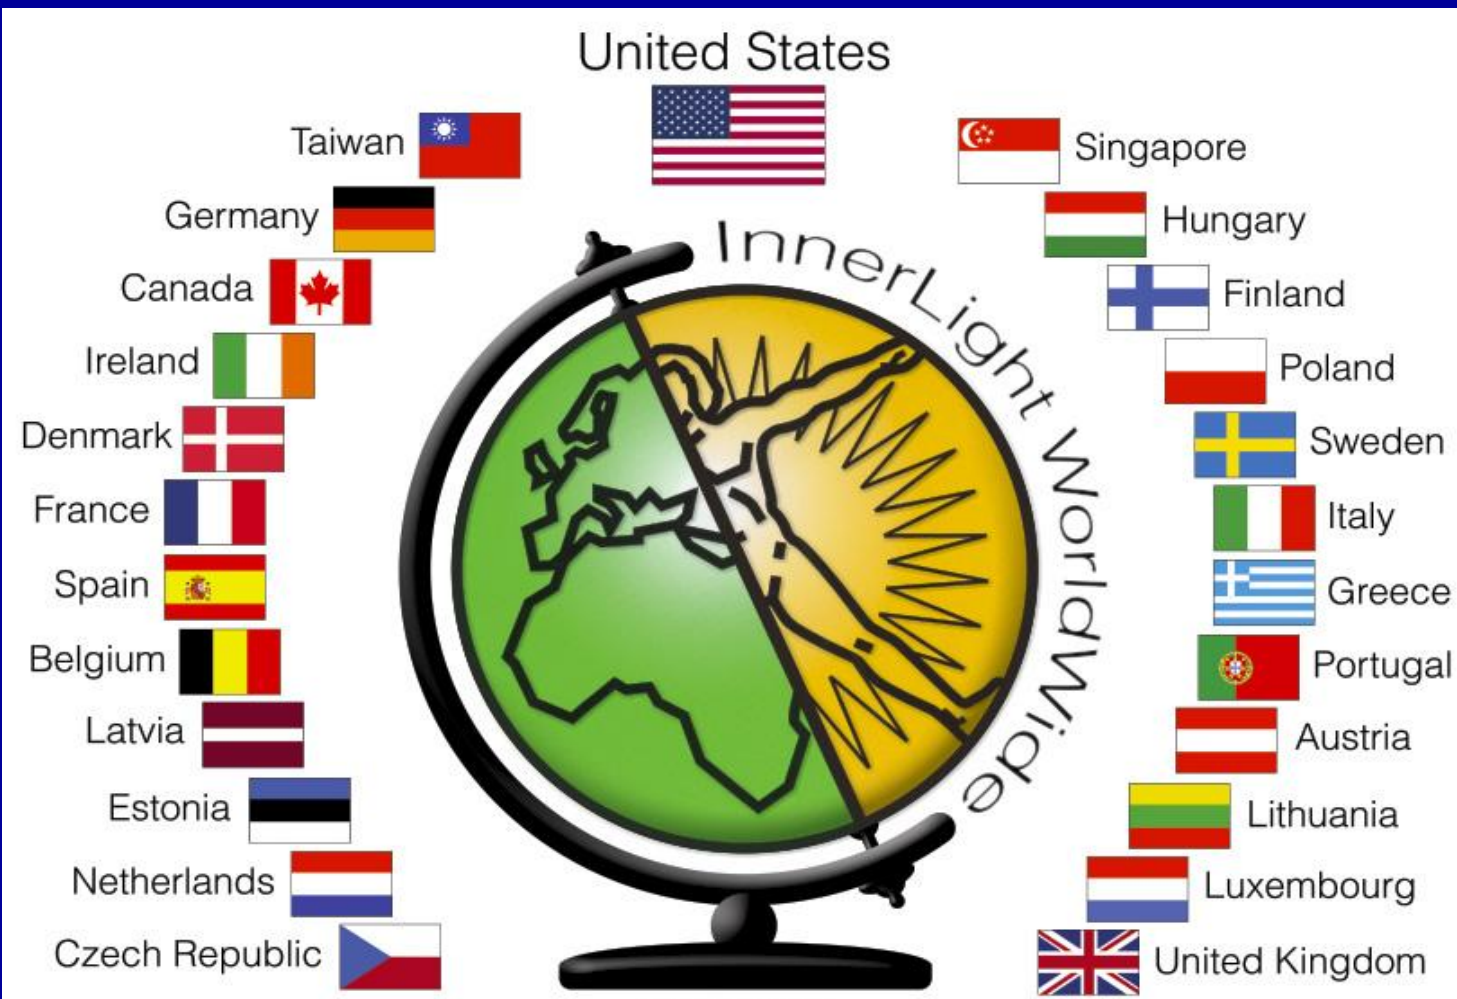 United States
Taiwan
Germany
Canada
Ireland
Denmark
France
Spain
Belgium
Latvia
Estonia
Netherlands
Czech Republic
InnerLight WorldWide
Singapore
Hungary
Finland
Poland
Sweden
Italy
Greece
Portugal
Austria
Lithuania
Luxembourg
United Kingdom